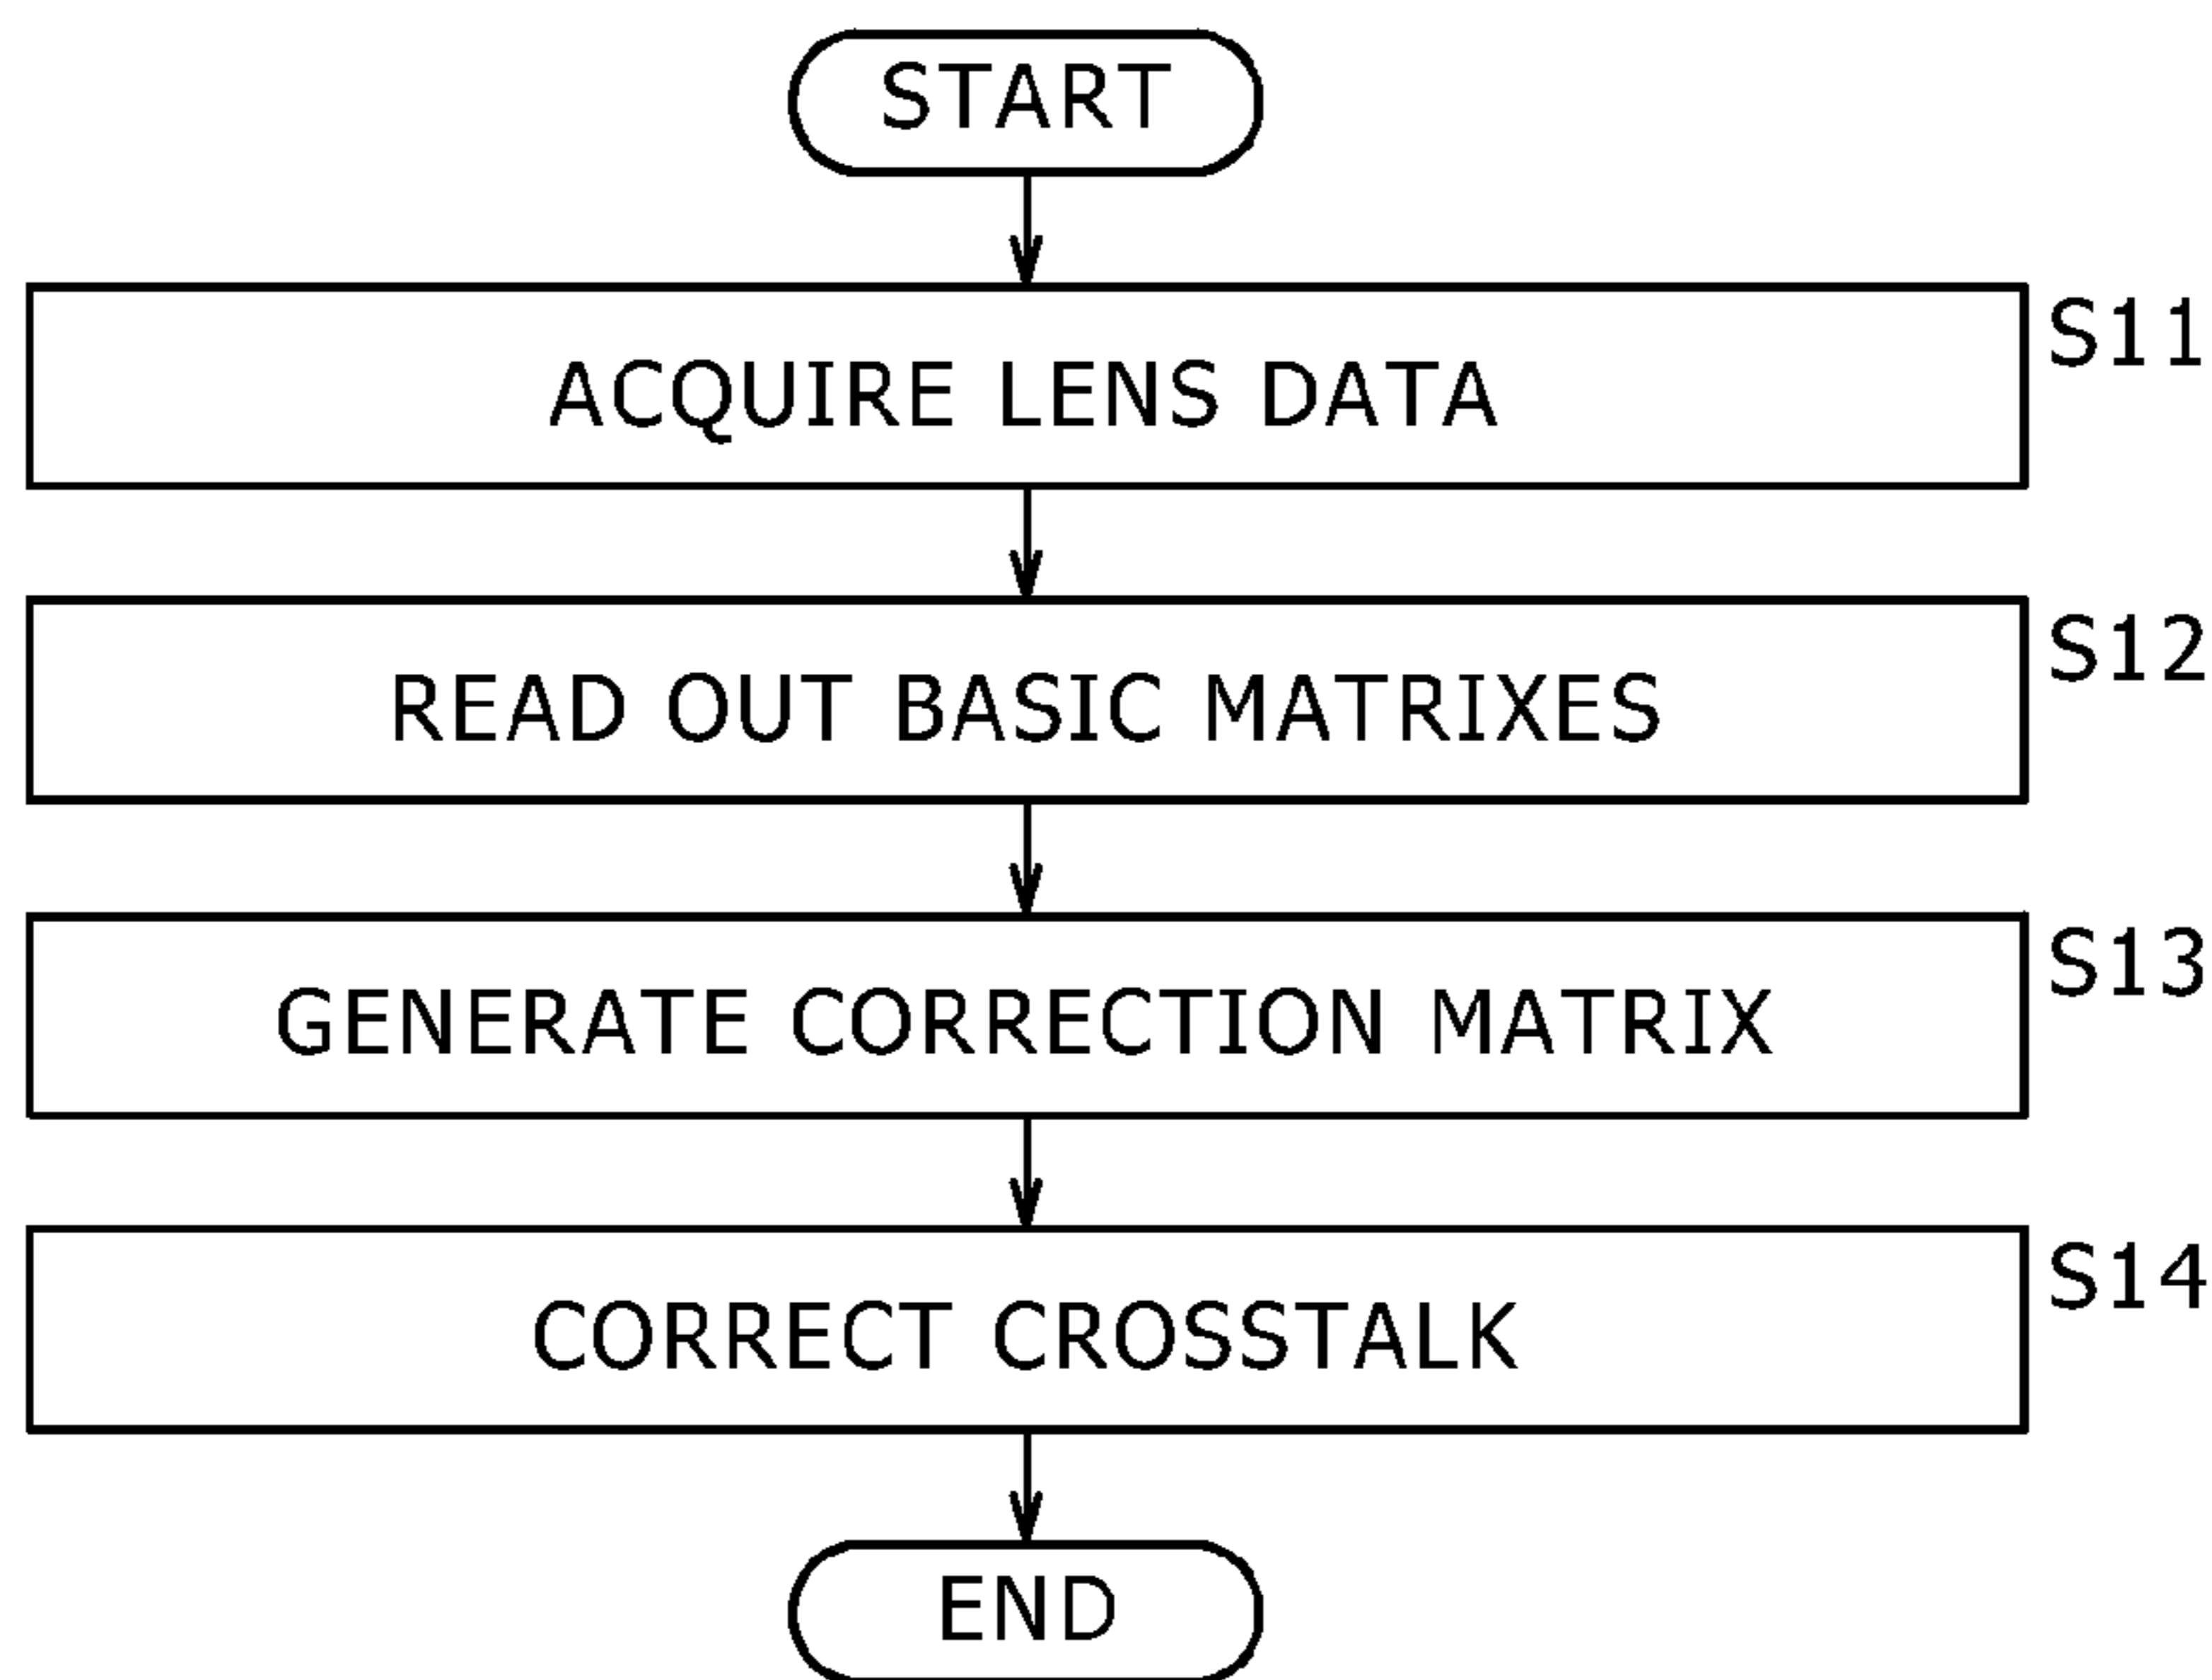 START
S11
ACQUIRE LENS DATA
S12
READ OUT BASIC MATRIXES
S13
GENERATE CORRECTION MATRIX
S14
CORRECT CROSSTALK
END